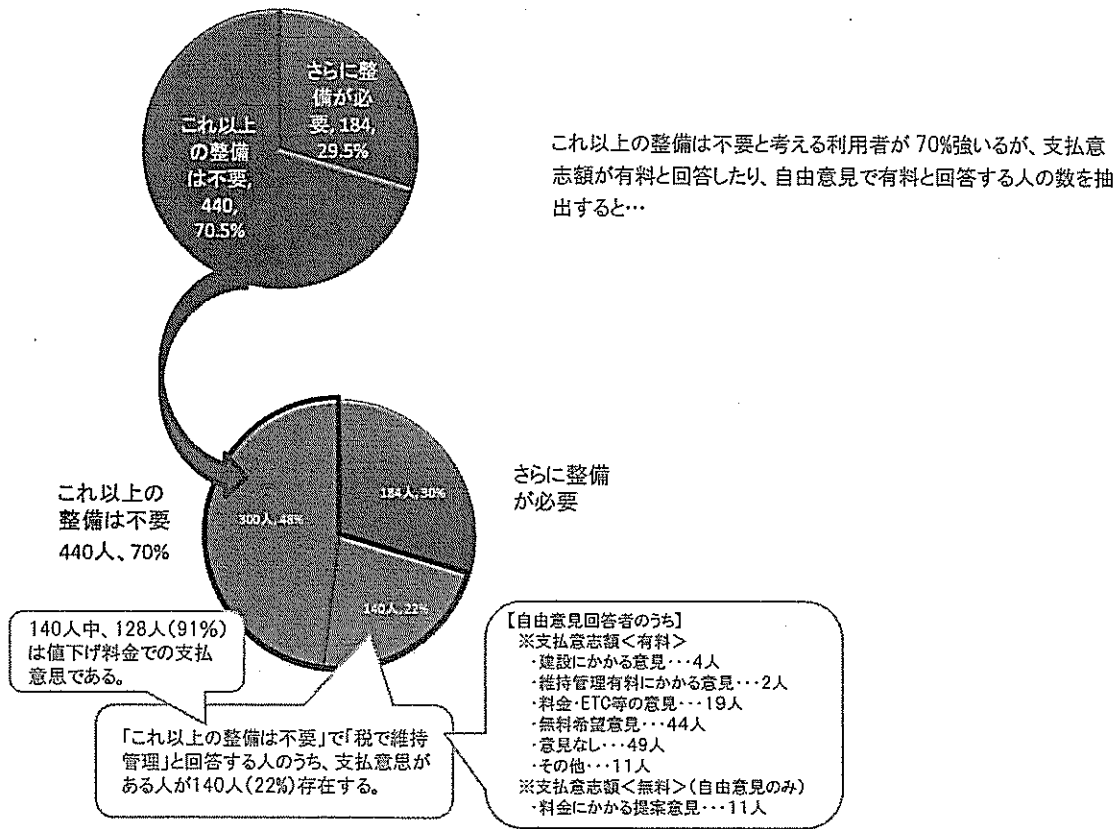 さらに整
備が必
要, 184,
29.5%
これ以上
の整備
は不要,
440,
70.5%
これ以上の整備は不要と考える利用者が 70%強いるが、支払意
志額が有料と回答したり、自由意見で有料と回答する人の数を抽
出すると…
さらに整備
が必要
184人, 30%
これ以上の
整備は不要
440人、70%
300人, 48%
140人, 22%
140人中、128人(91%)
は値下げ料金での支払
意思である。
「これ以上の整備は不要」で「税で維持
管理」と回答する人のうち、支払意思が
ある人が140人(22%)存在する。
【自由意見回答者のうち】
※支払意志額<有料>
・建設にかかる意見・・・4人
・維持管理有料にかかる意見・・・2人
・料金・ETC等の意見・・・19人
・無料希望意見・・・44人
・意見なし・・・49人
・その他・・・11人
※支払意志額<無料>(自由意見のみ)
・料金にかかる提案意見・・・11人